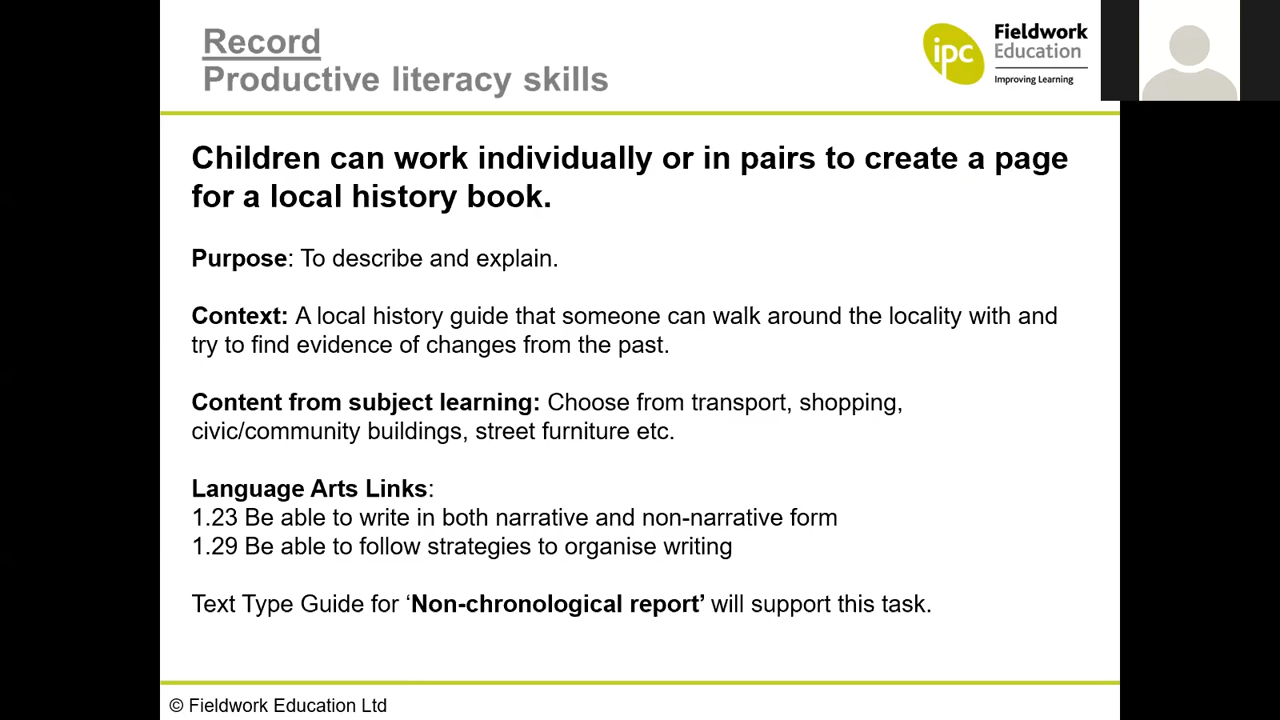 Record
Productive literacy skills
ipc
Fieldwork
Education
Improving Learning
Children can work individually or in pairs to create a page
for a local history book.
Purpose: To describe and explain.
Context: A local history guide that someone can walk around the locality with and
try to find evidence of changes from the past.
Content from subject learning: Choose from transport, shopping,
civic/community buildings, street furniture etc.
Language Arts Links:
1.23 Be able to write in both narrative and non-narrative form
1.29 Be able to follow strategies to organise writing
Text Type Guide for ‘Non-chronological report’ will support this task.
© Fieldwork Education Ltd